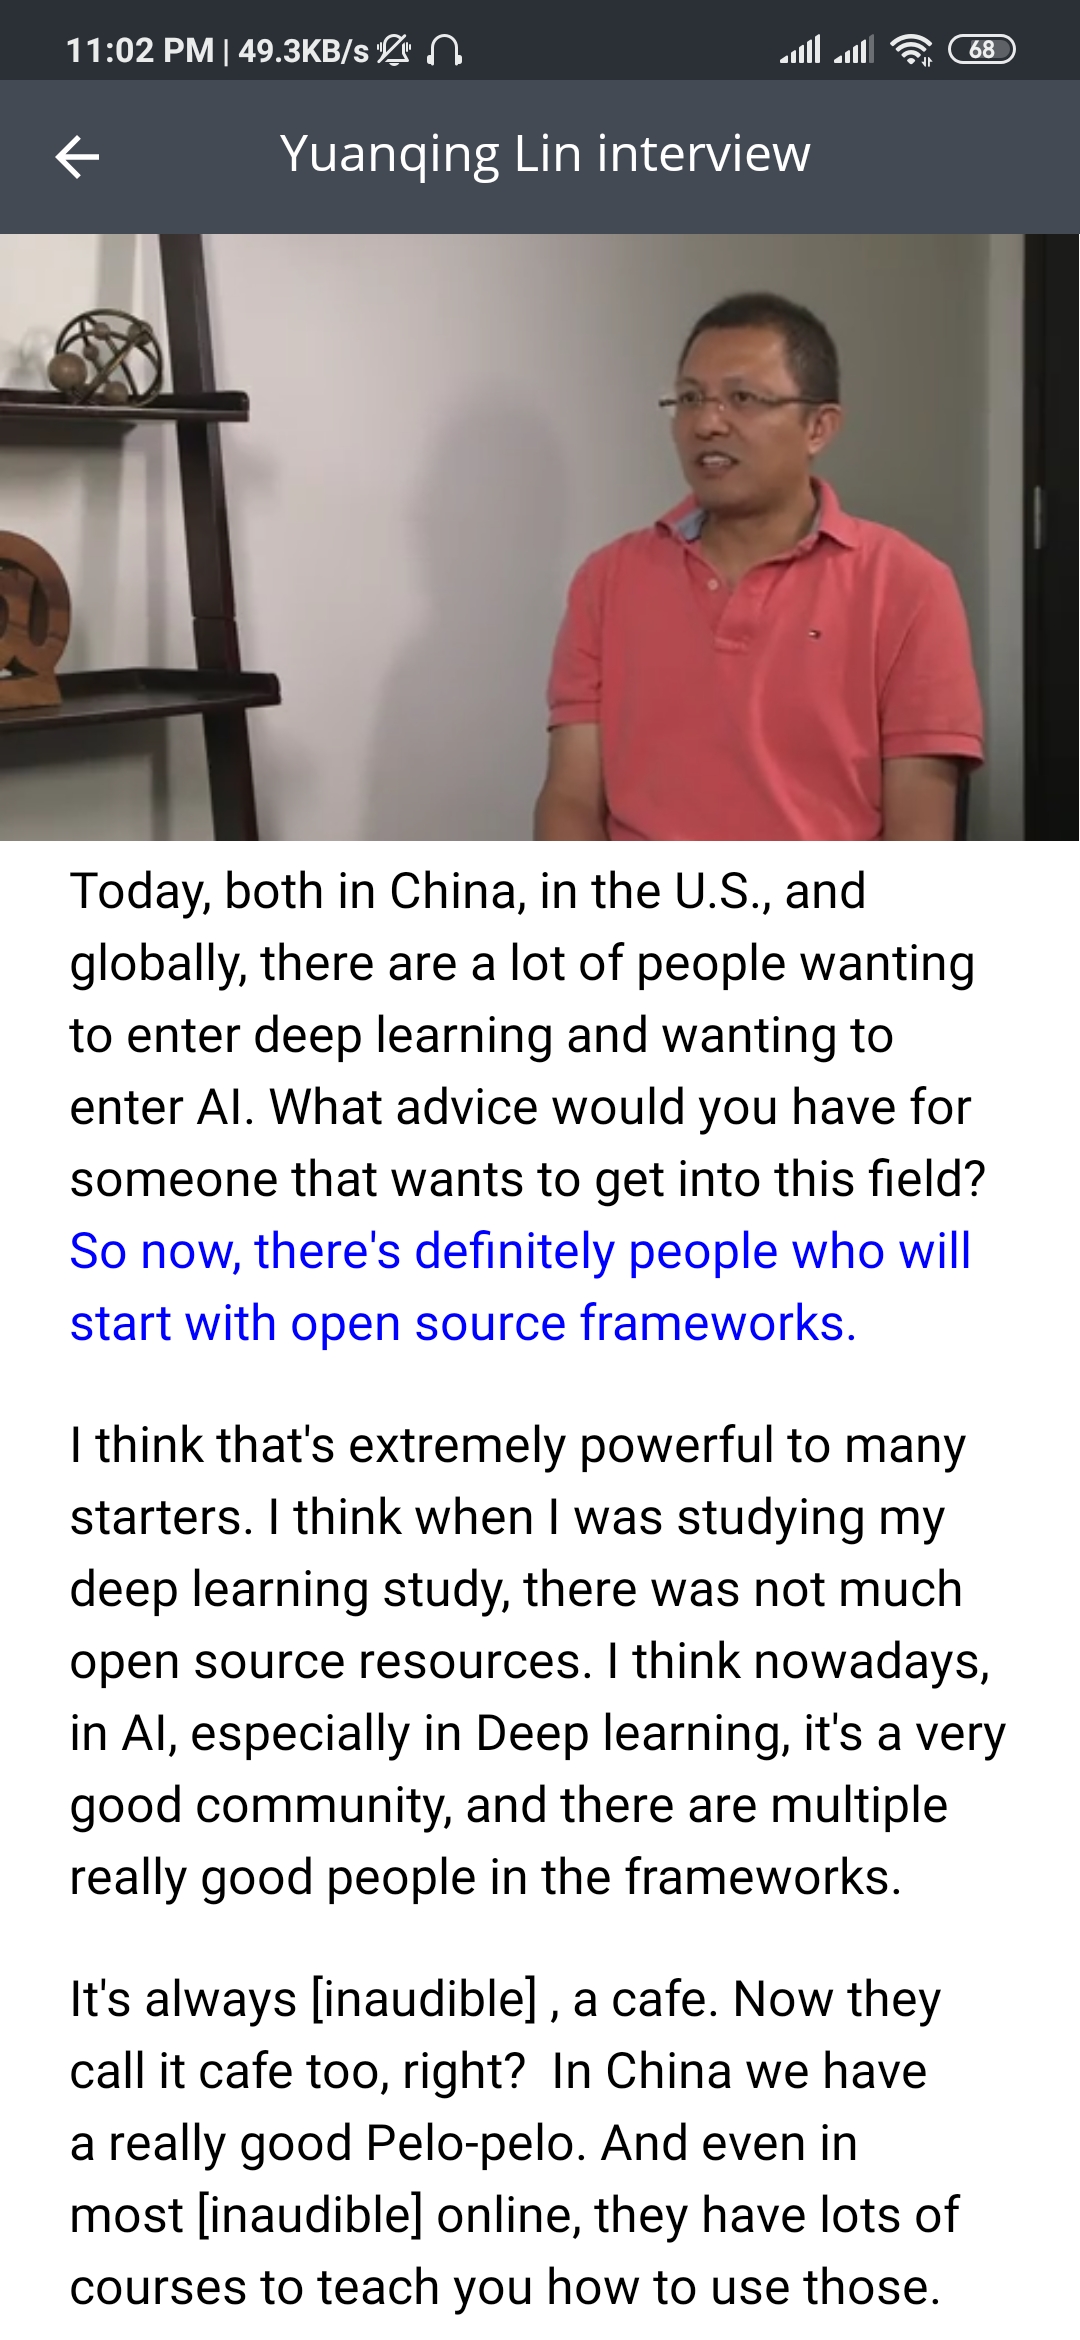 11:02 PM | 49.3KB/s 68
Yuanqing Lin interview
Today, both in China, in the U.S., and
globally, there are a lot of people wanting
to enter deep learning and wanting to
enter AI. What advice would you have for
someone that wants to get into this field?
So now, there's definitely people who will
start with open source frameworks.
I think that's extremely powerful to many
starters. I think when I was studying my
deep learning study, there was not much
open source resources. I think nowadays,
in AI, especially in Deep learning, it's a very
good community, and there are multiple
really good people in the frameworks.
It's always [inaudible] , a cafe. Now they
call it cafe too, right?  In China we have
a really good Pelo-pelo. And even in
most [inaudible] online, they have lots of
courses to teach you how to use those.